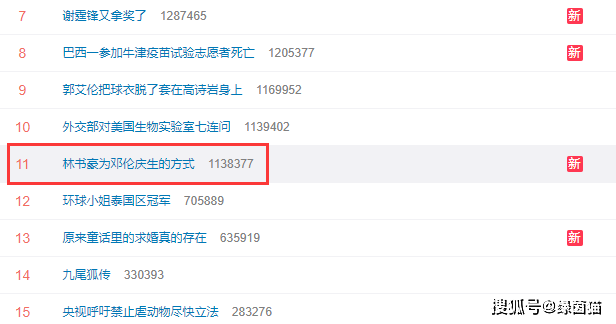 7 谢霆锋又拿奖了 1287465 新
8 巴西一参加牛津疫苗试验志愿者死亡 1205377 新
9 郭艾伦把球衣脱了套在高诗岩身上 1169952
10 外交部对美国生物实验室七连问 1139402
11 林书豪为邓伦庆生的方式 1138377 新
12 环球小姐泰国区冠军 705889
13 原来童话里的求婚真的存在 635919 新
14 九尾狐传 330393
15 央视呼吁禁止虐动物尽快立法 283276
搜狐号@绿茵猫